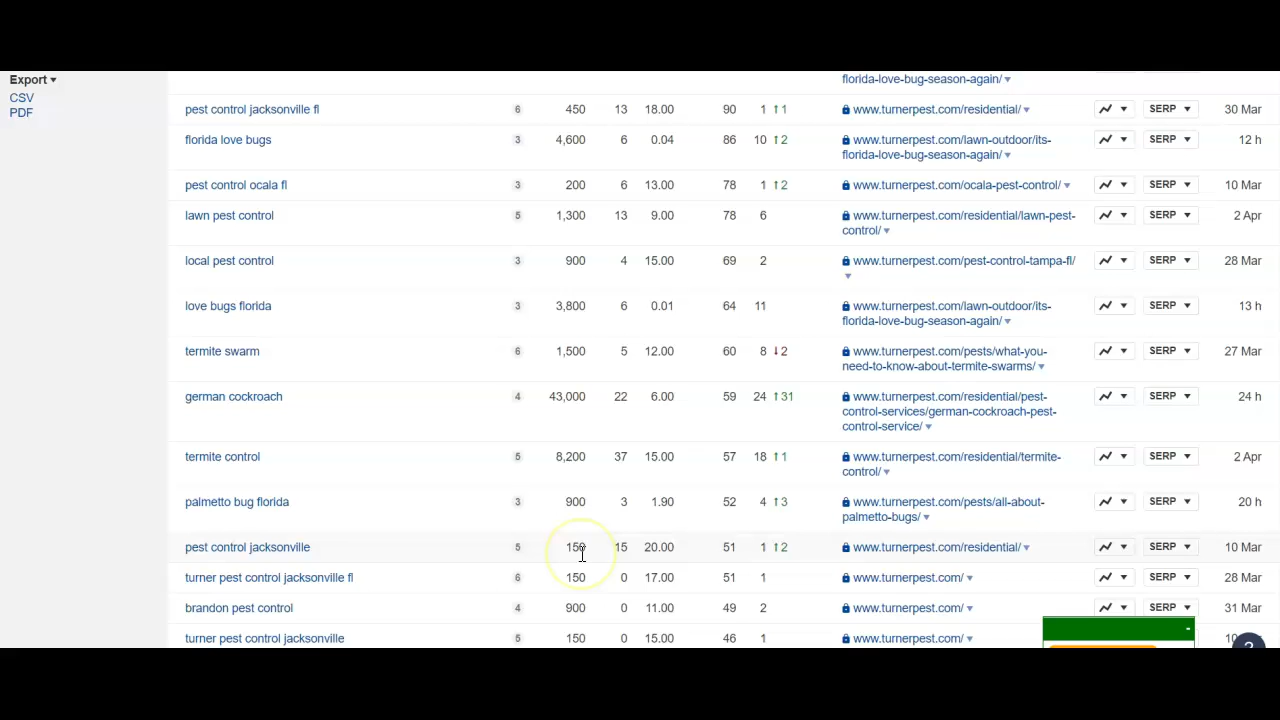 Export
CSV
PDF
florida-love-bug-season-again/
pest control jacksonville fl 6 450 13 18.00 90 1 ↑1 www.turnerpest.com/residential/ SERP 30 Mar
florida love bugs 3 4,600 6 0.04 86 10 ↑2 www.turnerpest.com/lawn-outdoor/its- SERP 12 h
florida-love-bug-season-again/
pest control ocala fl 3 200 6 13.00 78 1 ↑2 www.turnerpest.com/ocala-pest-control/ SERP 10 Mar
lawn pest control 5 1,300 13 9.00 78 6 www.turnerpest.com/residential/lawn-pest- SERP 2 Apr
control/
local pest control 3 900 4 15.00 69 2 www.turnerpest.com/pest-control-tampa-fl/ SERP 28 Mar
love bugs florida 3 3,800 6 0.01 64 11 www.turnerpest.com/lawn-outdoor/its- SERP 13 h
florida-love-bug-season-again/
termite swarm 6 1,500 5 12.00 60 8 ↓2 www.turnerpest.com/pests/what-you- SERP 27 Mar
need-to-know-about-termite-swarms/
german cockroach 4 43,000 22 6.00 59 24 ↑31 www.turnerpest.com/residential/pest- SERP 24 h
control-services/german-cockroach-pest-
control-service/
termite control 5 8,200 37 15.00 57 18 ↑1 www.turnerpest.com/residential/termite- SERP 2 Apr
control/
palmetto bug florida 3 900 3 1.90 52 4 ↑3 www.turnerpest.com/pests/all-about- SERP 20 h
palmetto-bugs/
pest control jacksonville 5 150 15 20.00 51 1 ↑2 www.turnerpest.com/residential/ SERP 10 Mar
turner pest control jacksonville fl 6 150 0 17.00 51 1 www.turnerpest.com/ SERP 28 Mar
brandon pest control 4 900 0 11.00 49 2 www.turnerpest.com/ SERP 31 Mar
turner pest control jacksonville 5 150 0 15.00 46 1 www.turnerpest.com/